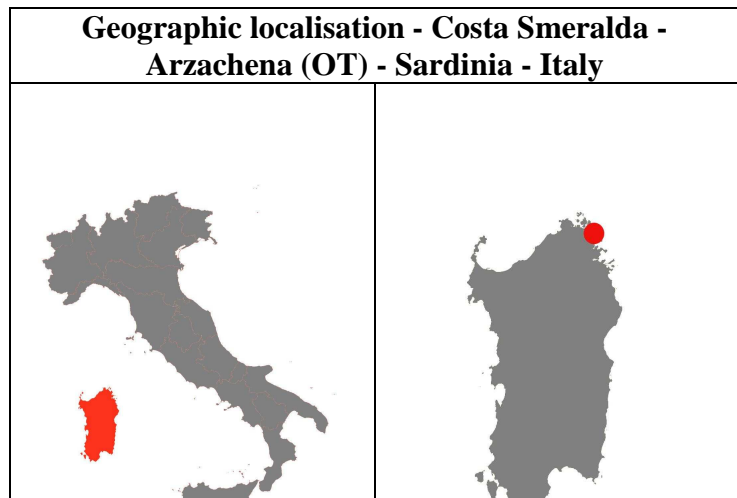 Geographic localisation - Costa Smeralda -
Arzachena (OT) - Sardinia - Italy